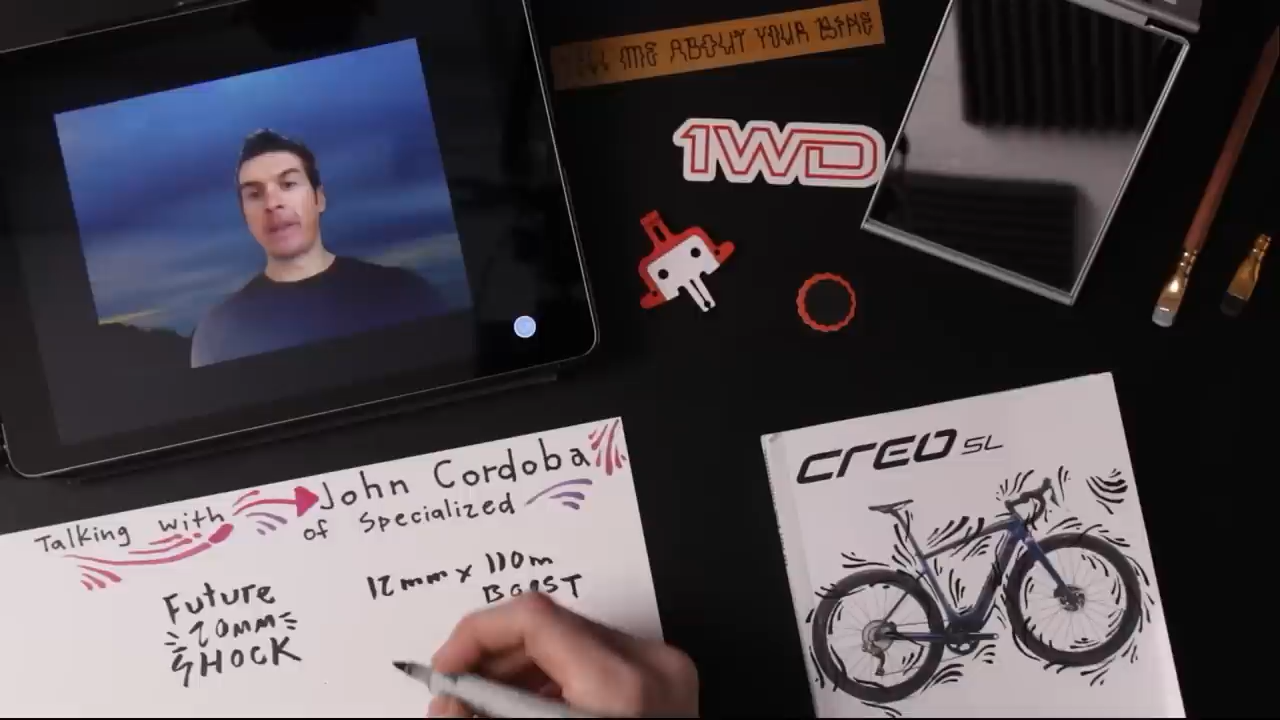 TELL ME ABOUT YOUR BIKE
1WD
Talking with John Cordoba
of Specialized
Future
20mm
SHOCK
12mm x 110m
BOOST
CREO SL